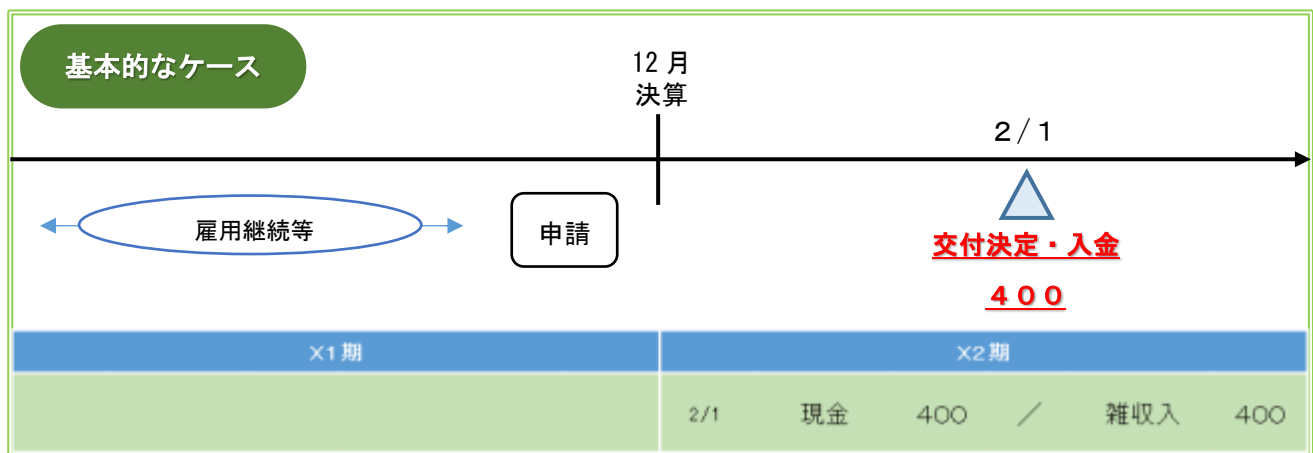 基本的なケース
12 月
決算
２/１
雇用継続等
申請
交付決定・入金
４００
X1期
X2期
2/1 現金 400 ／ 雑収入 400